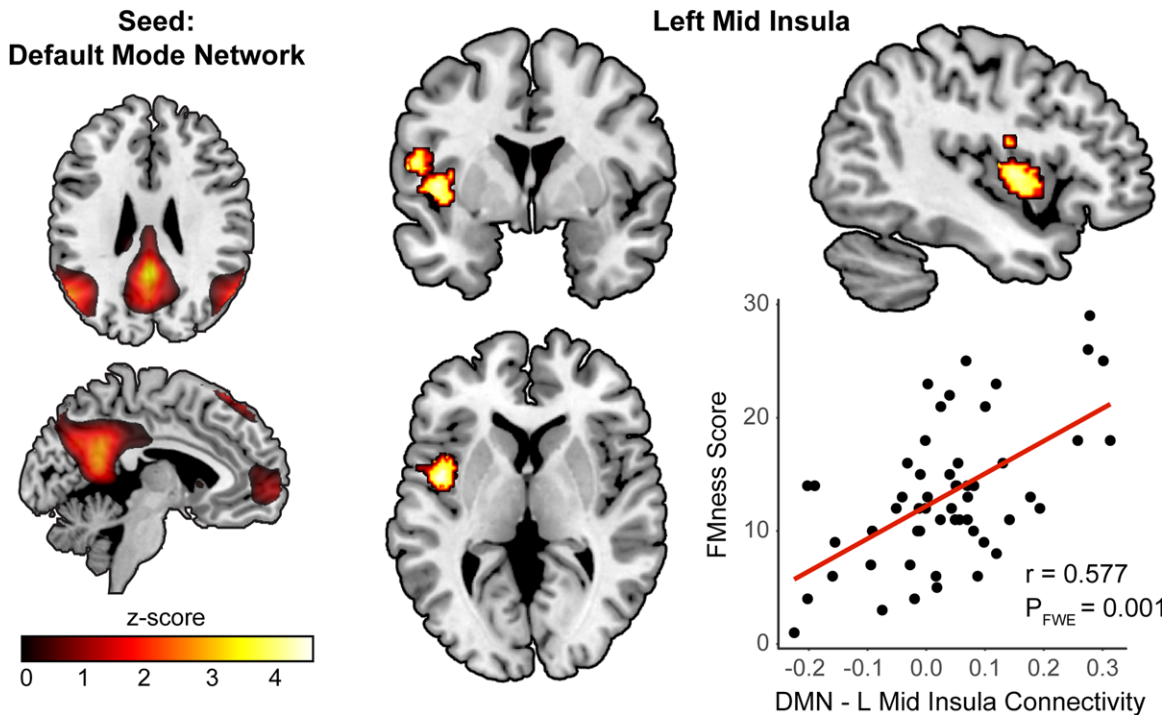 Seed:
Default Mode Network
Left Mid Insula
z-score
0 1 2 3 4
FMness Score
30
20
10
0
r = 0.577
PFWE = 0.001
-0.2 -0.1 0.0 0.1 0.2 0.3
DMN - L Mid Insula Connectivity